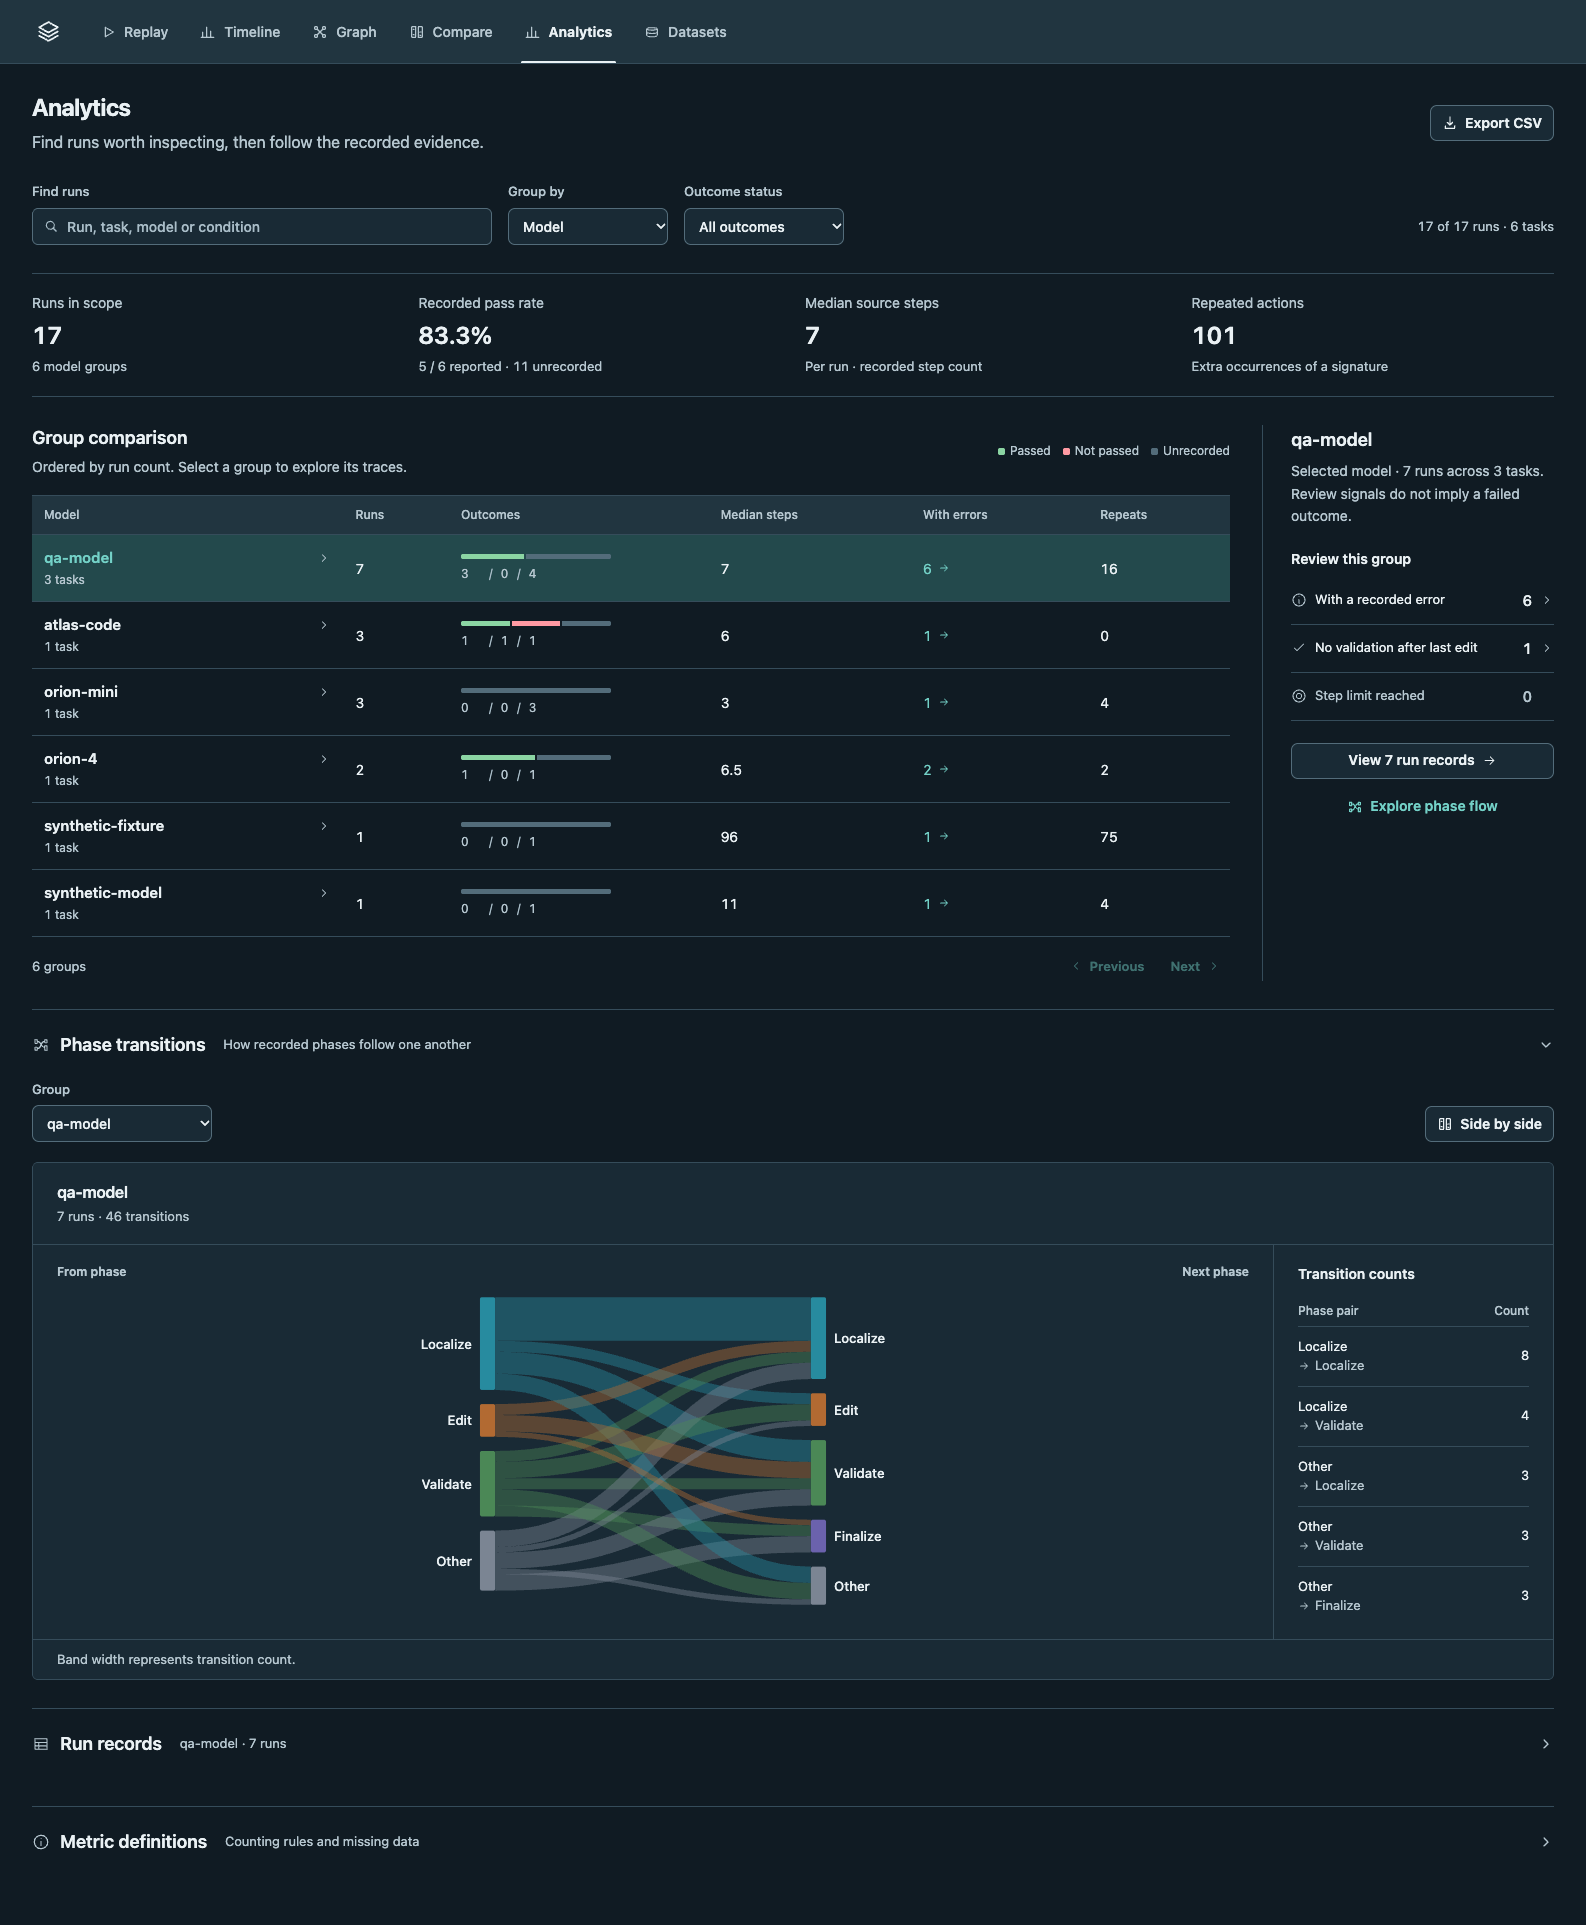 Replay
Timeline
Graph
Compare
Analytics
Datasets
Analytics
Find runs worth inspecting, then follow the recorded evidence.
Export CSV
Find runs
Group by
Outcome status
Run, task, model or condition
Model
All outcomes
17 of 17 runs · 6 tasks
Runs in scope
17
6 model groups
Recorded pass rate
83.3%
5 / 6 reported · 11 unrecorded
Median source steps
7
Per run · recorded step count
Repeated actions
101
Extra occurrences of a signature
Group comparison
Ordered by run count. Select a group to explore its traces.
Passed
Not passed
Unrecorded
Model Runs Outcomes Median steps With errors Repeats
qa-model
3 tasks
7
3 / 0 / 4
7
6 →
16
atlas-code
1 task
3
1 / 1 / 1
6
1 →
0
orion-mini
1 task
3
0 / 0 / 3
3
1 →
4
orion-4
1 task
2
1 / 0 / 1
6.5
2 →
2
synthetic-fixture
1 task
1
0 / 0 / 1
96
1 →
75
synthetic-model
1 task
1
0 / 0 / 1
11
1 →
4
6 groups
Previous
Next
qa-model
Selected model · 7 runs across 3 tasks.
Review signals do not imply a failed
outcome.
Review this group
With a recorded error 6
No validation after last edit 1
Step limit reached 0
View 7 run records →
Explore phase flow
Phase transitions
How recorded phases follow one another
Group
qa-model
Side by side
qa-model
7 runs · 46 transitions
From phase
Next phase
Localize
Edit
Validate
Other
Localize
Edit
Validate
Finalize
Other
Transition counts
Phase pair Count
Localize
→ Localize
8
Localize
→ Validate
4
Other
→ Localize
3
Other
→ Validate
3
Other
→ Finalize
3
Band width represents transition count.
Run records
qa-model · 7 runs
Metric definitions
Counting rules and missing data